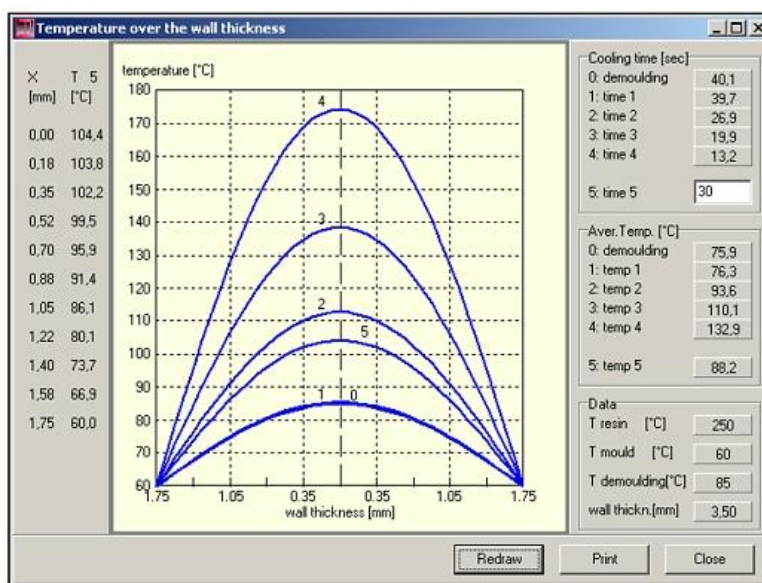 Temperature over the wall thickness
X T 5
[mm] [°C]
0,00 104,4
0,18 103,8
0,35 102,2
0,52 99,5
0,70 95,9
0,88 91,4
1,05 86,1
1,22 80,1
1,40 73,7
1,58 66,9
1,75 60,0
temperature [°C]
180
170
160
150
140
130
120
110
100
90
80
70
60
4
3
2
5
1 0
1.75 1.05 0.35 0.35 1.05 1.75
wall thickness [mm]
Cooling time [sec]
0: demoulding 40,1
1: time 1 39,7
2: time 2 26,9
3: time 3 19,9
4: time 4 13,2
5: time 5 30
Aver.Temp. [°C]
0: demoulding 75,9
1: temp 1 76,3
2: temp 2 93,6
3: temp 3 110,1
4: temp 4 132,9
5: temp 5 88,2
Data
T resin [°C] 250
T mould [°C] 60
T demoulding[°C] 85
wall thickn.[mm] 3,50
Redraw Print Close